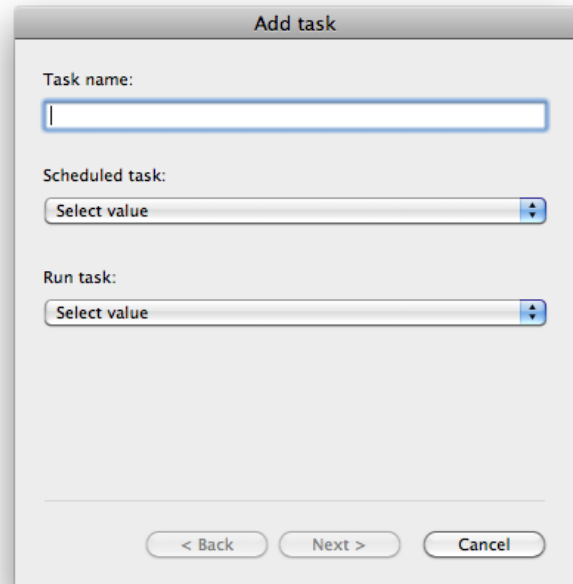 Add task
Task name:
Scheduled task:
Select value
Run task:
Select value
< Back Next > Cancel